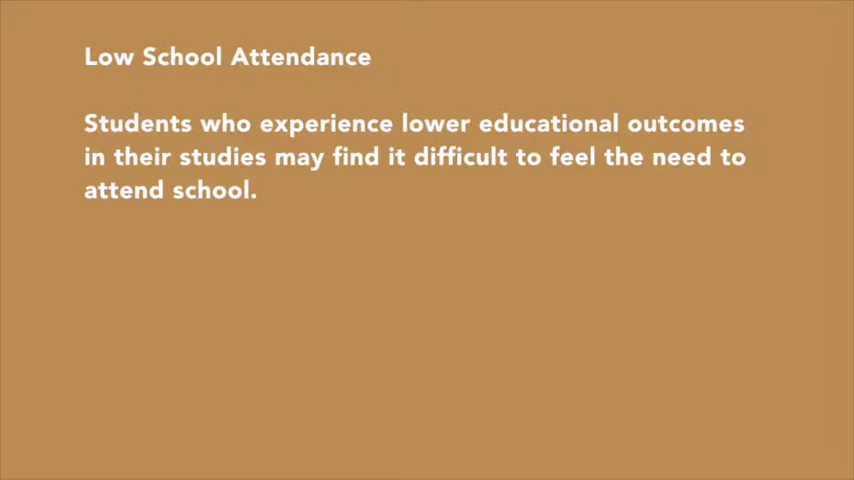 Low School Attendance
Students who experience lower educational outcomes
in their studies may find it difficult to feel the need to
attend school.